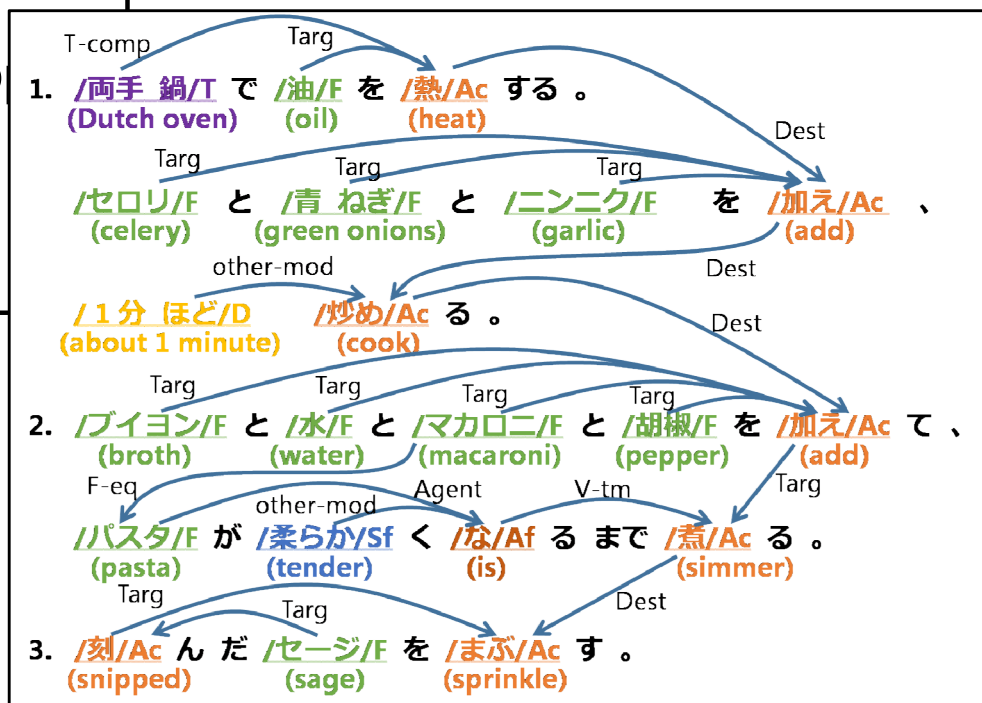 T-comp Targ
1. /両手 鍋/T で /油/F を /熱/Ac する 。
(Dutch oven) (oil) (heat)
Dest
Targ Targ Targ
/セロリ/F と /青 ねぎ/F と /ニンニク/F を /加え/Ac 、
(celery) (green onions) (garlic) (add)
other-mod Dest
/１分 ほど/D /炒め/Ac る 。
(about 1 minute) (cook)
Dest
Targ Targ Targ Targ
2. /ブイヨン/F と /水/F と /マカロニ/F と /胡椒/F を /加え/Ac て 、
(broth) (water) (macaroni) (pepper) (add)
F-eq other-mod Agent V-tm Targ
/パスタ/F が /柔らか/Sf く /な/Af る まで /煮/Ac る 。
(pasta) (tender) (is) (simmer)
Targ Targ Dest
3. /刻/Ac ん だ /セージ/F を /まぶ/Ac す 。
(snipped) (sage) (sprinkle)